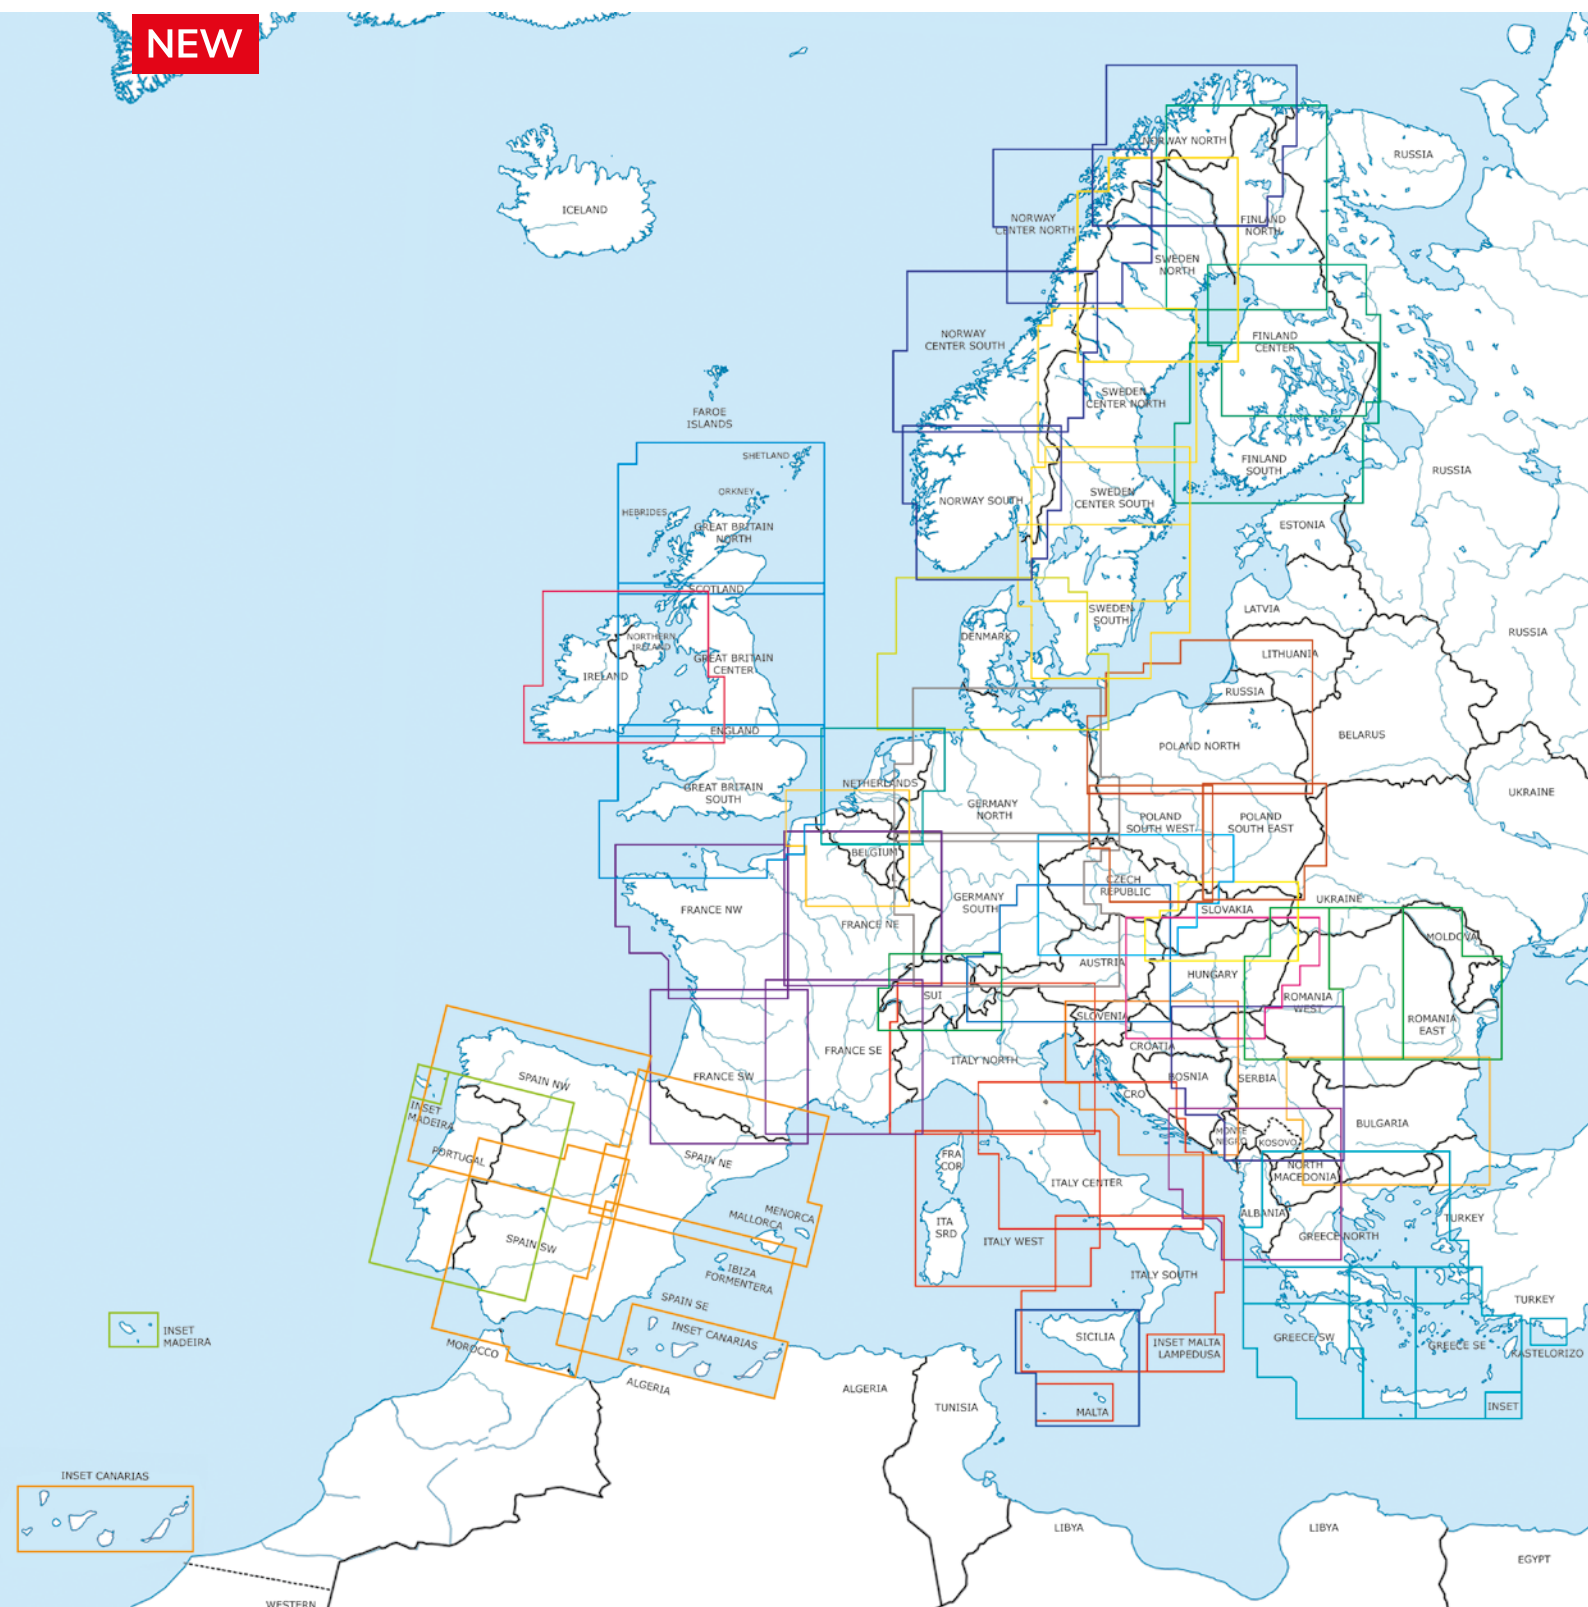 NEW
NORWAY NORTH
RUSSIA
ICELAND
NORWAY
CENTER NORTH
FINLAND
NORTH
SWEDEN
NORTH
NORWAY
CENTER SOUTH
FINLAND
CENTER
SWEDEN
CENTER NORTH
FAROE
ISLANDS
SHETLAND
FINLAND
SOUTH
RUSSIA
ORKNEY
HEBRIDES
NORWAY SOUTH
SWEDEN
CENTER SOUTH
GREAT BRITAIN
NORTH
ESTONIA
SCOTLAND
LATVIA
SWEDEN
SOUTH
DENMARK
NORTHERN
IRELAND
RUSSIA
GREAT BRITAIN
CENTER
LITHUANIA
IRELAND
RUSSIA
ENGLAND
BELARUS
POLAND NORTH
NETHERLANDS
GREAT BRITAIN
SOUTH
UKRAINE
GERMANY
NORTH
POLAND
SOUTH WEST
POLAND
SOUTH EAST
BELGIUM
CZECH
REPUBLIC
GERMANY
SOUTH
UKRAINE
FRANCE NW
SLOVAKIA
FRANCE NE
MOLDOVA
AUSTRIA
HUNGARY
SUI
ROMANIA
WEST
SLOVENIA
ROMANIA
EAST
CROATIA
FRANCE SE
ITALY NORTH
FRANCE SW
BOSNIA
SERBIA
SPAIN NW
CRO
INSET
MADEIRA
BULGARIA
MONTE
NEGRO
KOSOVO
PORTUGAL
SPAIN NE
FRA
COR
NORTH
MACEDONIA
ITALY CENTER
MENORCA
MALLORCA
ALBANIA
TURKEY
ITA
SRD
SPAIN SW
ITALY WEST
GREECE NORTH
IBIZA
FORMENTERA
ITALY SOUTH
SPAIN SE
TURKEY
INSET
MADEIRA
INSET CANARIAS
SICILIA
INSET MALTA
LAMPEDUSA
GREECE SW
GREECE SE
KASTELORIZO
MOROCCO
ALGERIA
ALGERIA
TUNISIA
MALTA
INSET
INSET CANARIAS
LIBYA
LIBYA
EGYPT
WESTERN